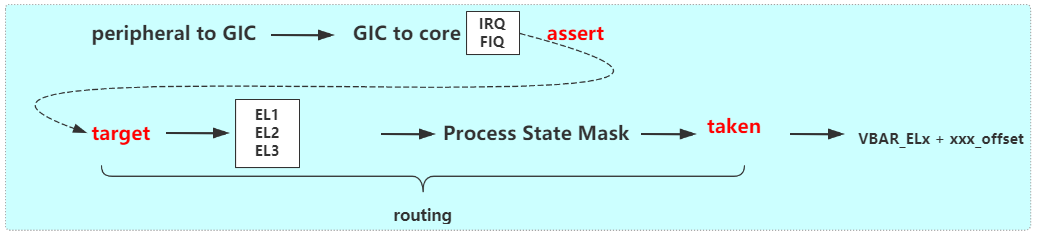 peripheral to GIC GIC to core IRQ assert
FIQ
target EL1 Process State Mask taken VBAR_ELx + xxx_offset
EL2
EL3
routing